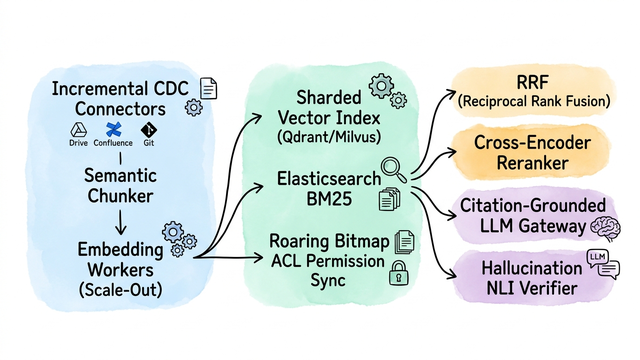 Incremental CDC
Connectors
Drive Confluence Git
Semantic
Chunker
Embedding
Workers
(Scale-Out)
Sharded
Vector Index
(Qdrant/Milvus)
Elasticsearch
BM25
Roaring Bitmap
ACL Permission
Sync
RRF
(Reciprocal Rank Fusion)
Cross-Encoder
Reranker
Citation-Grounded
LLM Gateway
Hallucination
NLI Verifier
LLM